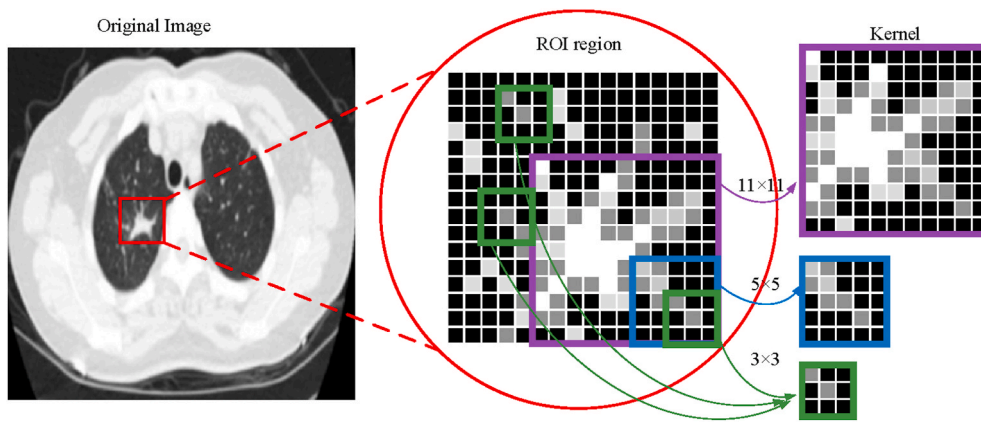 Original Image
ROI region
Kernel
11×11
5×5
3×3